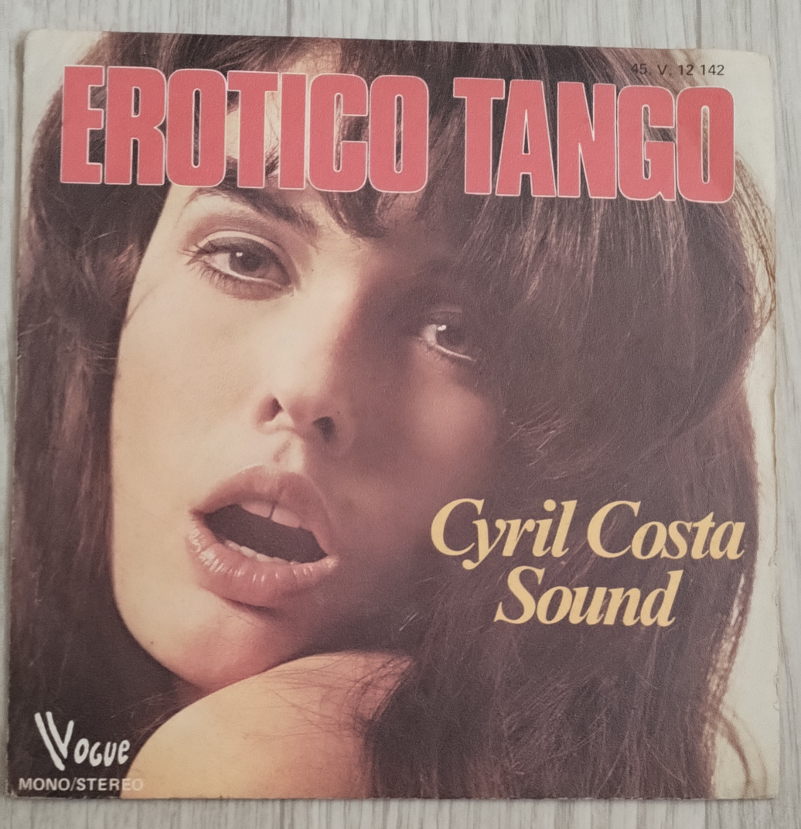 45. V. 12 142
EROTICO TANGO
Cyril Costa
Sound
VOGUE
MONO/STEREO